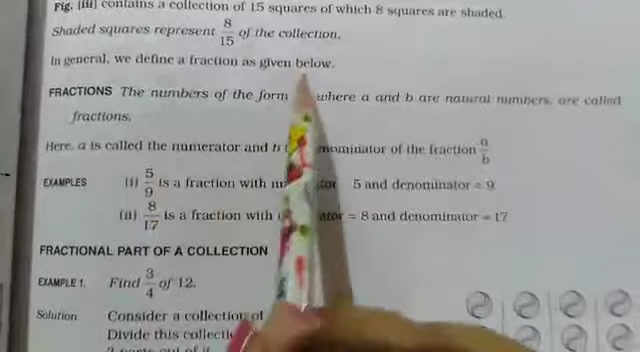 Fig. (iii) contains a collection of 15 squares of which 8 squares are shaded.
Shaded squares represent 8/15 of the collection.
In general, we define a fraction as given below.
FRACTIONS The numbers of the form where a and b are natural numbers, are called
fractions.
Here, a is called the numerator and b of the fraction a/b
EXAMPLES (i) 5/9 is a fraction with 5 and denominator = 9
(ii) 8/17 is a fraction with = 8 and denominator = 17
FRACTIONAL PART OF A COLLECTION
EXAMPLE 1. Find 3/4 of 12.
Solution Consider a collection of
Divide this